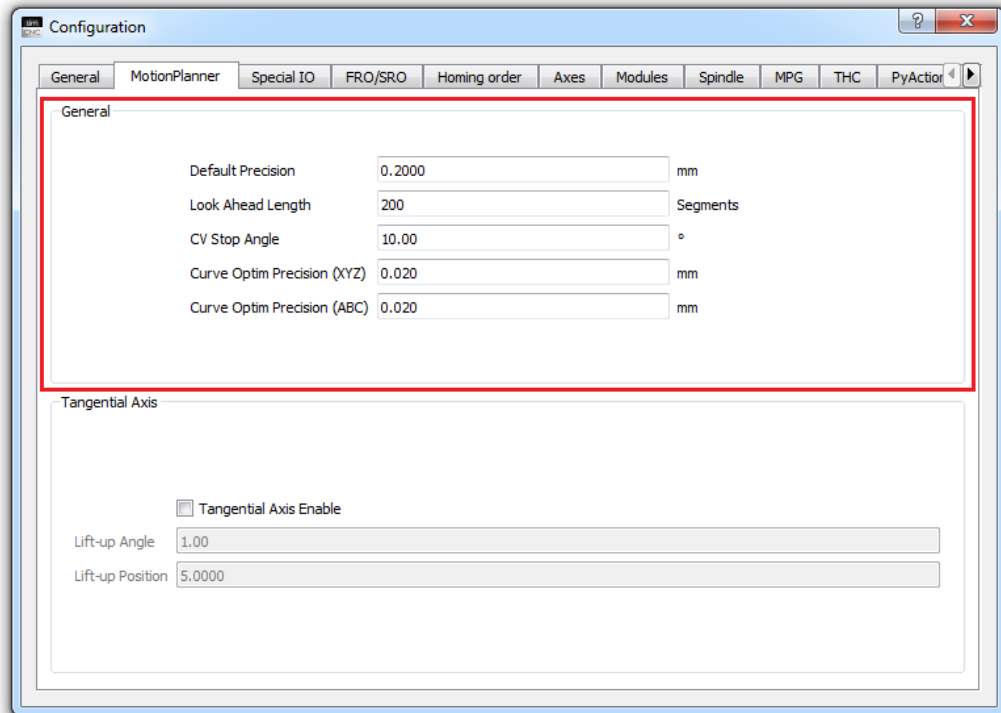 Configuration
General MotionPlanner Special IO FRO/SRO Homing order Axes Modules Spindle MPG THC PyAction
General
Default Precision 0.2000 mm
Look Ahead Length 200 Segments
CV Stop Angle 10.00 °
Curve Optim Precision (XYZ) 0.020 mm
Curve Optim Precision (ABC) 0.020 mm
Tangential Axis
Tangential Axis Enable
Lift-up Angle 1.00
Lift-up Position 5.0000